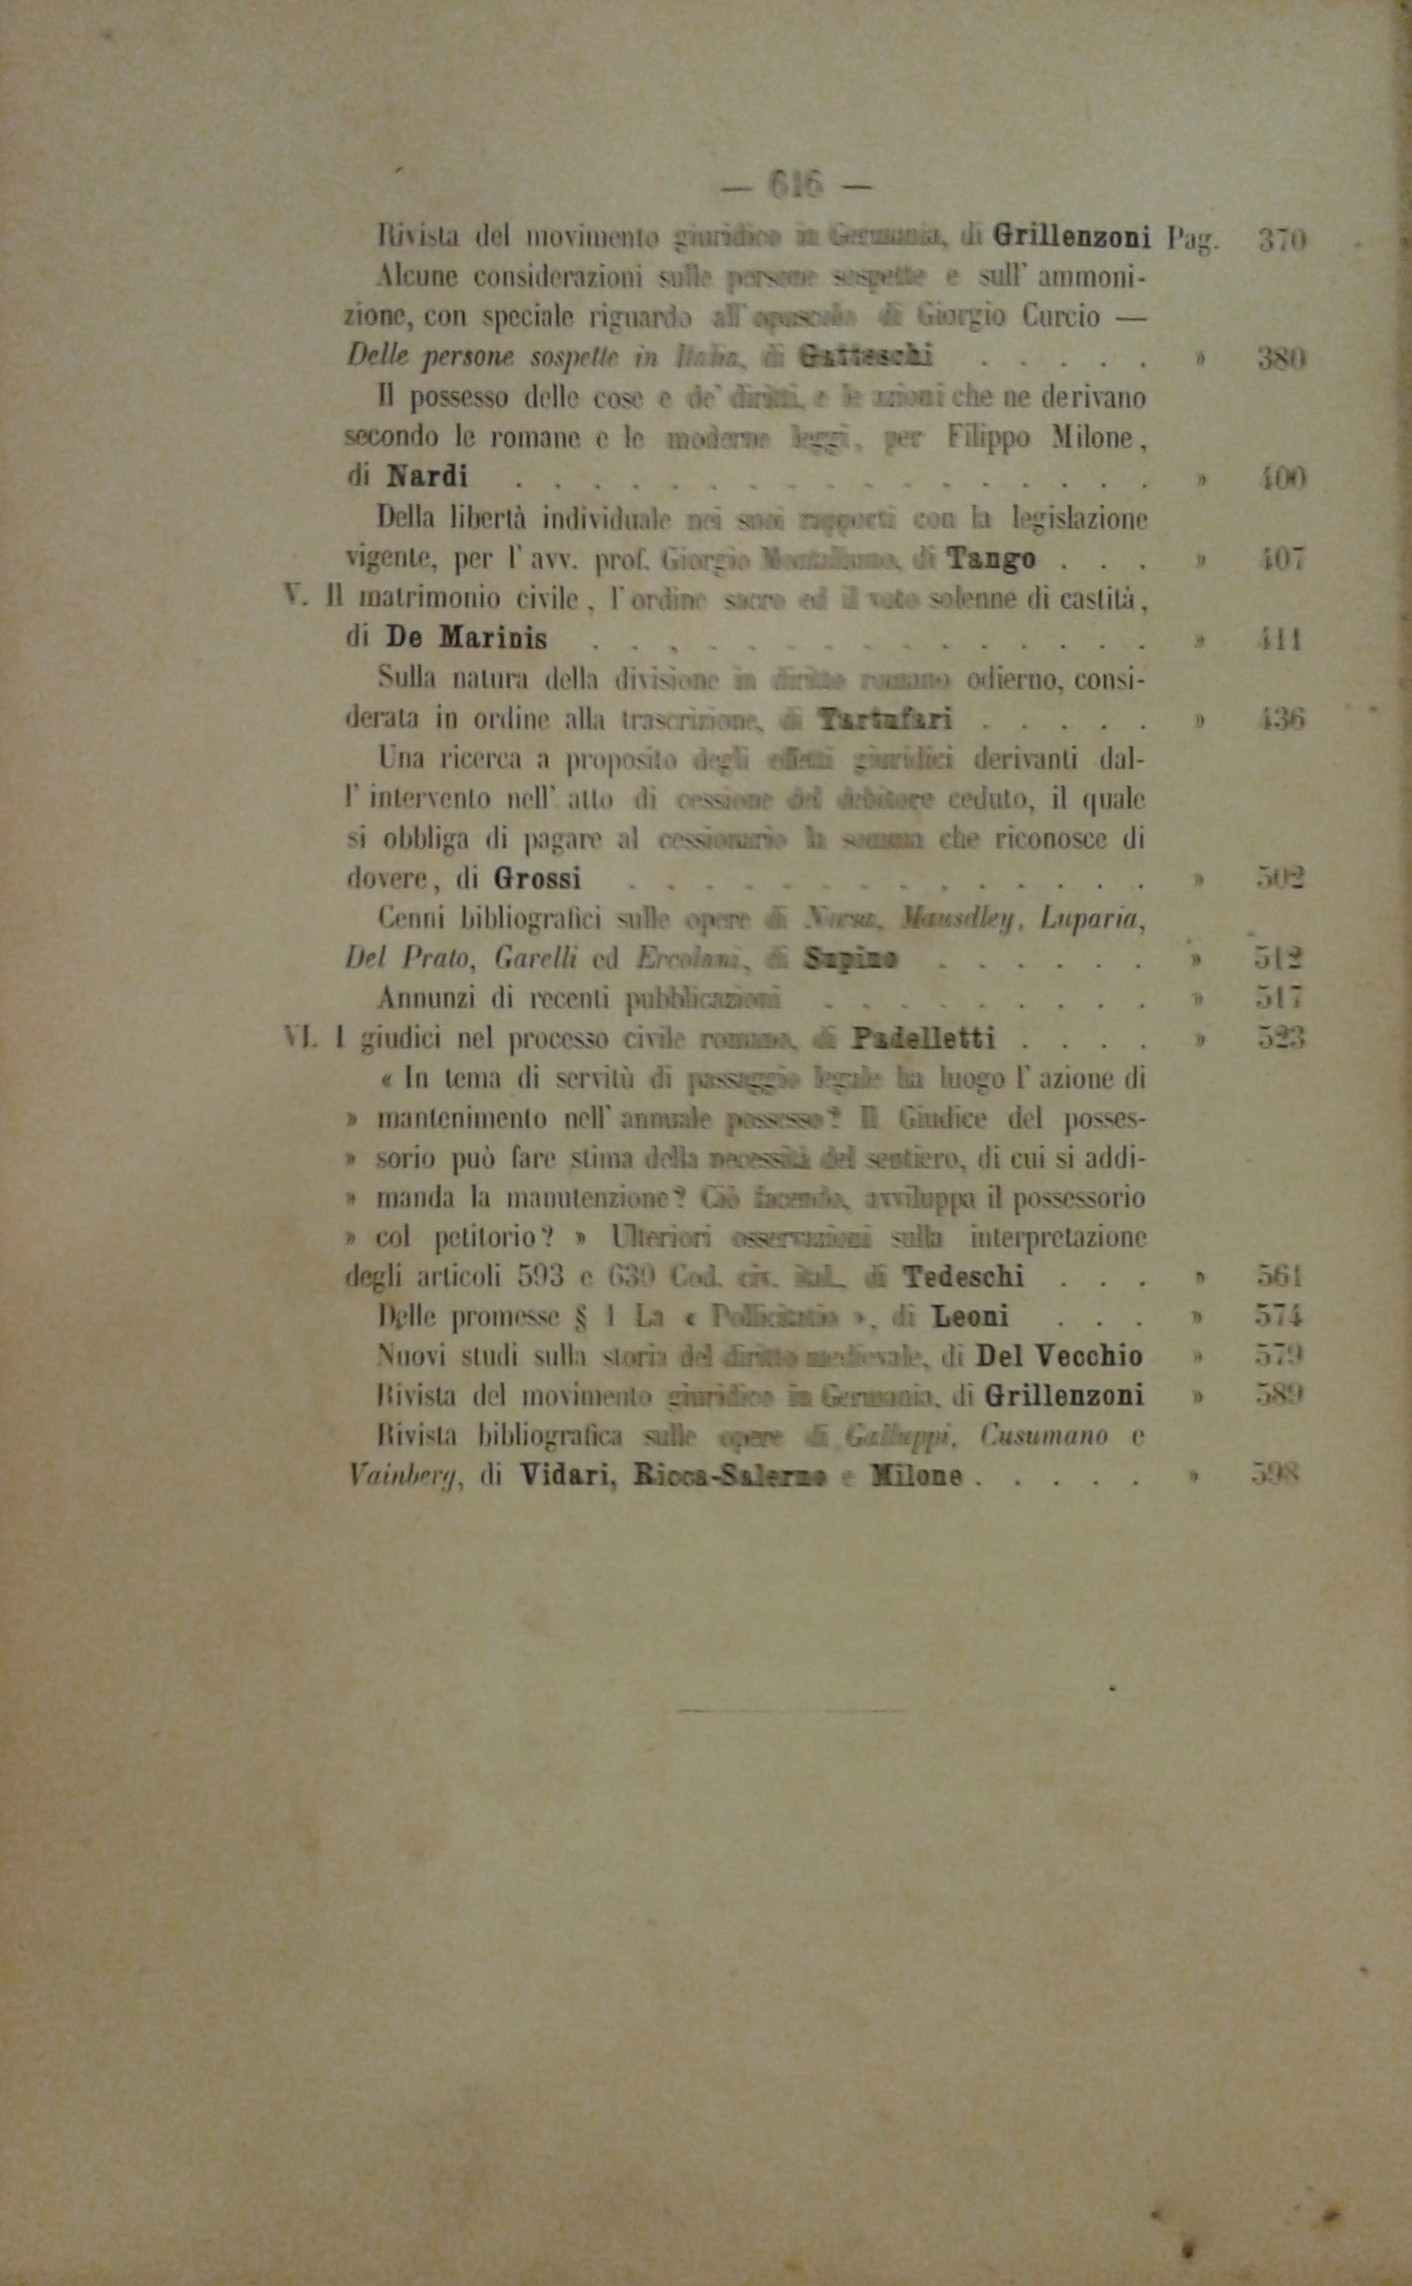 — 616 —
Rivista del movimento giuridico in Germania, di Grillenzoni Pag. 370
Alcune considerazioni sulle persone sospette e sull' ammoni-
zione, con speciale riguardo all'opuscolo di Giorgio Curcio —
Delle persone sospette in Italia, di Gatteschi . . . . . » 380
Il possesso delle cose e de' diritti, e le azioni che ne derivano
secondo le romane e le moderne leggi, per Filippo Milone,
di Nardi . . . . . . . . . . . . . . . . . » 400
Della libertà individuale nei suoi rapporti con la legislazione
vigente, per l'avv. prof. Giorgio di Tango . . . » 407
V. Il matrimonio civile, l'ordine sacro ed il voto solenne di castità,
di De Marinis . . . . . . . . . . . . . . . » 411
Sulla natura della divisione in diritto romano odierno, consi-
derata in ordine alla trascrizione, di Tartufari . . . . . » 436
Una ricerca a proposito degli effetti giuridici derivanti dal-
l'intervento nell' atto di cessione del debitore ceduto, il quale
si obbliga di pagare al cessionario la somma che riconosce di
dovere, di Grossi . . . . . . . . . . . . . . » 502
Cenni bibliografici sulle opere di Mausdley, Luparia,
Del Prato, Garelli ed Ercolani, di Sapino . . . . . . » 512
Annunzi di recenti pubblicazioni . . . . . . . . . » 517
VI. I giudici nel processo civile romano, di Padelletti . . . . » 523
« In tema di servitù di passaggio legale ha luogo l'azione di
» mantenimento nell'annuale possesso? Il Giudice del posses-
» sorio può fare stima della necessità del sentiero, di cui si addi-
» manda la manutenzione? Ciò facendo, avviluppa il possessorio
» col petitorio? » Ulteriori osservazioni sulla interpretazione
degli articoli 593 e 639 Cod. civ. ital. di Tedeschi . . . » 561
Delle promesse § 1 La « Pollicitatio », di Leoni . . . » 574
Nuovi studi sulla storia del diritto medievale, di Del Vecchio » 579
Rivista del movimento giuridico in Germania, di Grillenzoni » 589
Rivista bibliografica sulle opere di Galluppi, Cusumano e
Vainberg, di Vidari, Ricca-Salerno e Milone . . . . . » 598